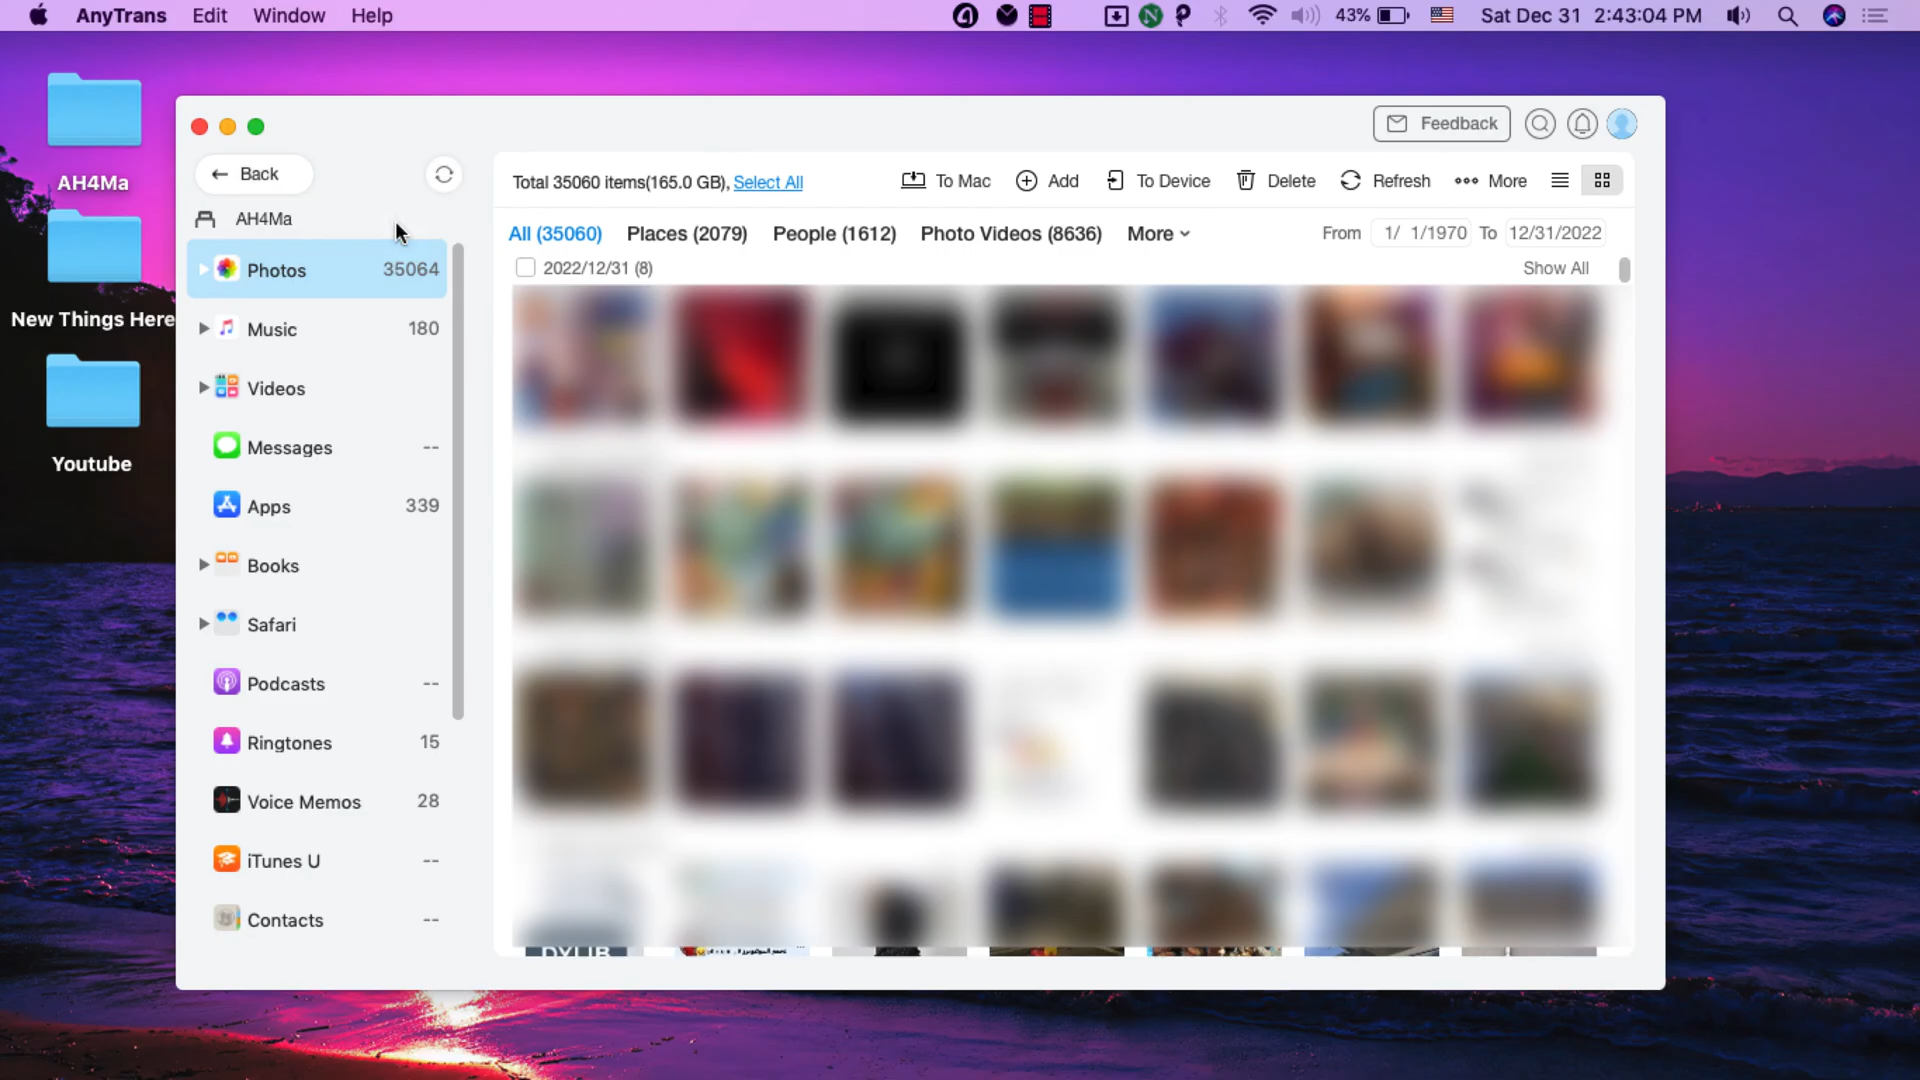 AnyTrans Edit Window Help 43% Sat Dec 31 2:43:04 PM
AH4Ma
New Things Here
Youtube
Feedback
Back
AH4Ma
Photos 35064
Music 180
Videos
Messages --
Apps 339
Books
Safari
Podcasts --
Ringtones 15
Voice Memos 28
iTunes U --
Contacts --
Total 35060 items(165.0 GB), Select All To Mac Add To Device Delete Refresh More
All (35060) Places (2079) People (1612) Photo Videos (8636) More From 1/ 1/1970 To 12/31/2022
2022/12/31 (8) Show All